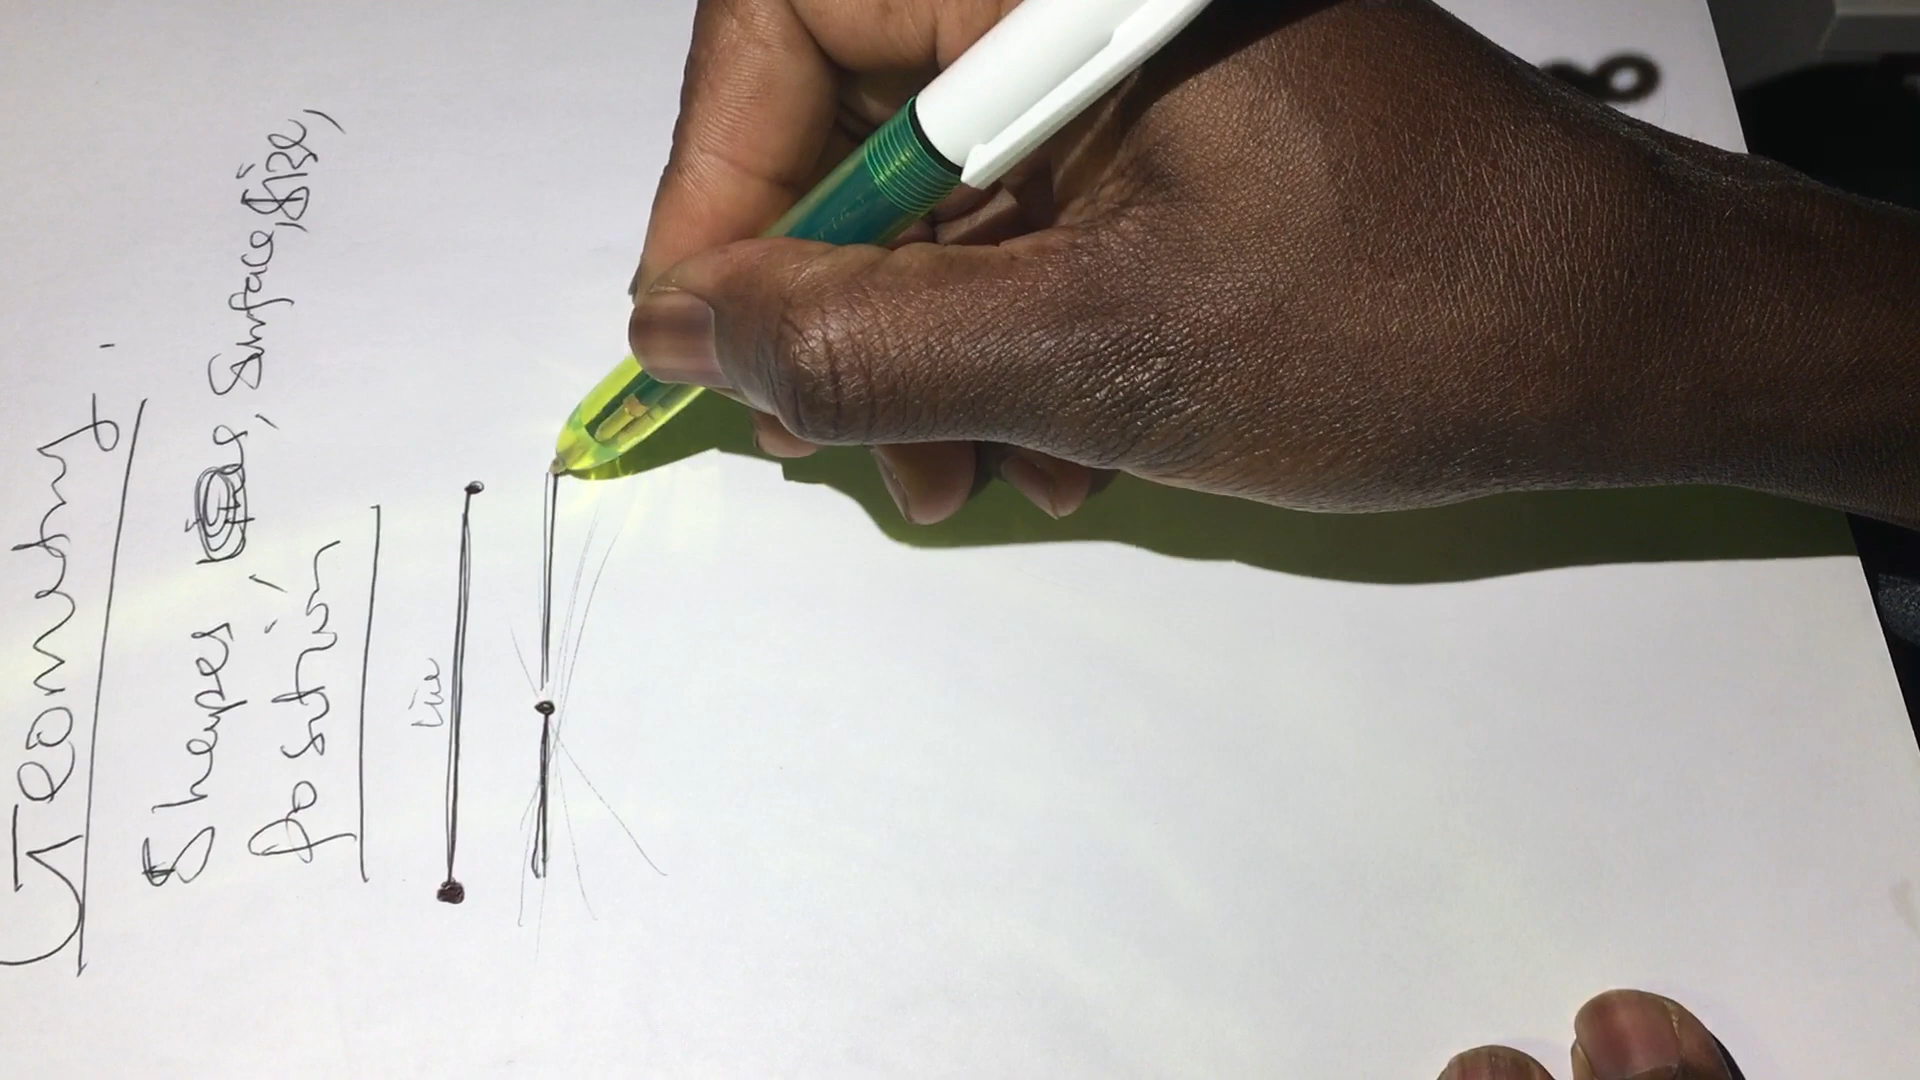 Geometry.
Shapes, Surface, Size,
Position
Line